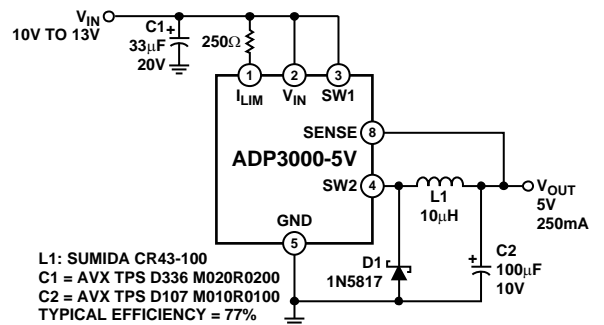 VIN
10V TO 13V
C1
+
33µF
20V
250Ω
1
2
3
ILIM
VIN
SW1
SENSE
8
ADP3000-5V
SW2
4
L1
10µH
VOUT
5V
250mA
GND
5
D1
1N5817
+
C2
100µF
10V
L1: SUMIDA CR43-100
C1 = AVX TPS D336 M020R0200
C2 = AVX TPS D107 M010R0100
TYPICAL EFFICIENCY = 77%